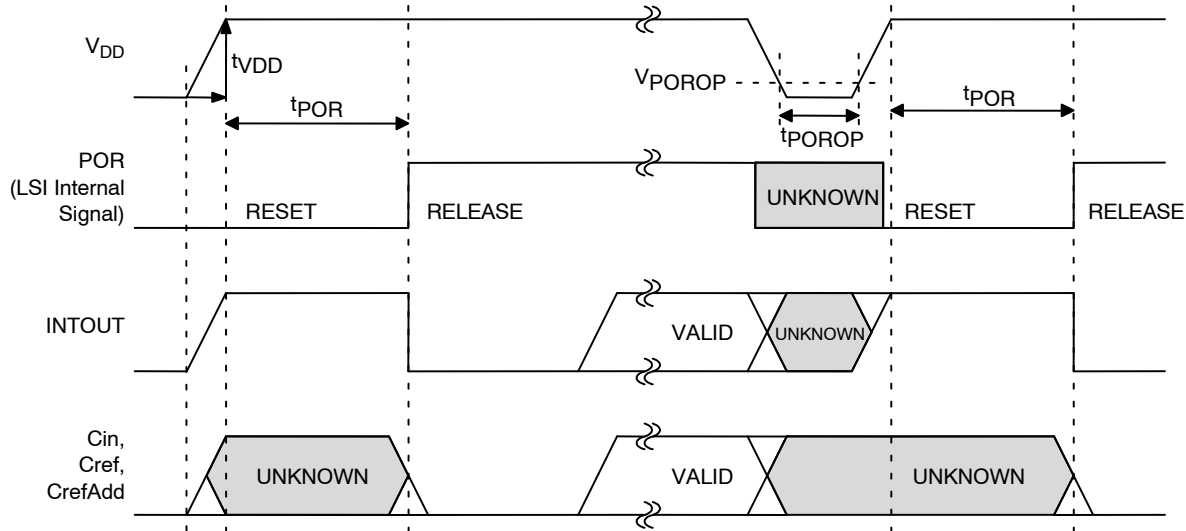 VDD
tVDD
tPOR
VPOROP
tPOROP
tPOR
POR
(LSI Internal
Signal)
RESET
RELEASE
UNKNOWN
RESET
RELEASE
INTOUT
VALID
UNKNOWN
Cin,
Cref,
CrefAdd
UNKNOWN
VALID
UNKNOWN